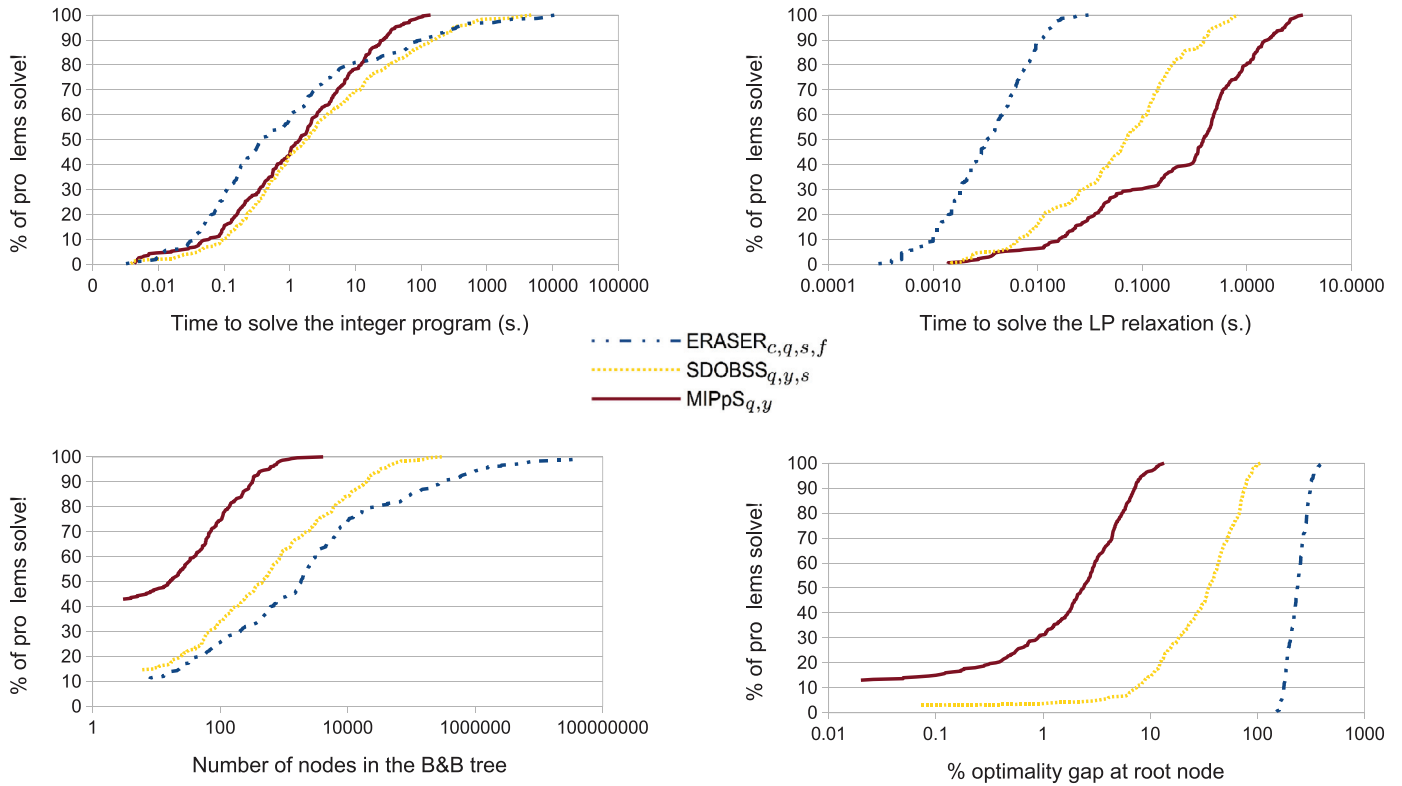 % of pro lems solve!
100
90
80
70
60
50
40
30
20
10
0
0 0.01 0.1 1 10 100 1000 10000 100000
Time to solve the integer program (s.)
% of pro lems solve!
100
90
80
70
60
50
40
30
20
10
0
0.0001 0.0010 0.0100 0.1000 1.0000 10.0000
Time to solve the LP relaxation (s.)
ERASERc,q,s,f
SDOBSSq,y,s
MIPpSq,y
% of pro lems solve!
100
90
80
70
60
50
40
30
20
10
0
1 100 10000 1000000 100000000
Number of nodes in the B&B tree
% of pro lems solve!
100
90
80
70
60
50
40
30
20
10
0
0.01 0.1 1 10 100 1000
% optimality gap at root node